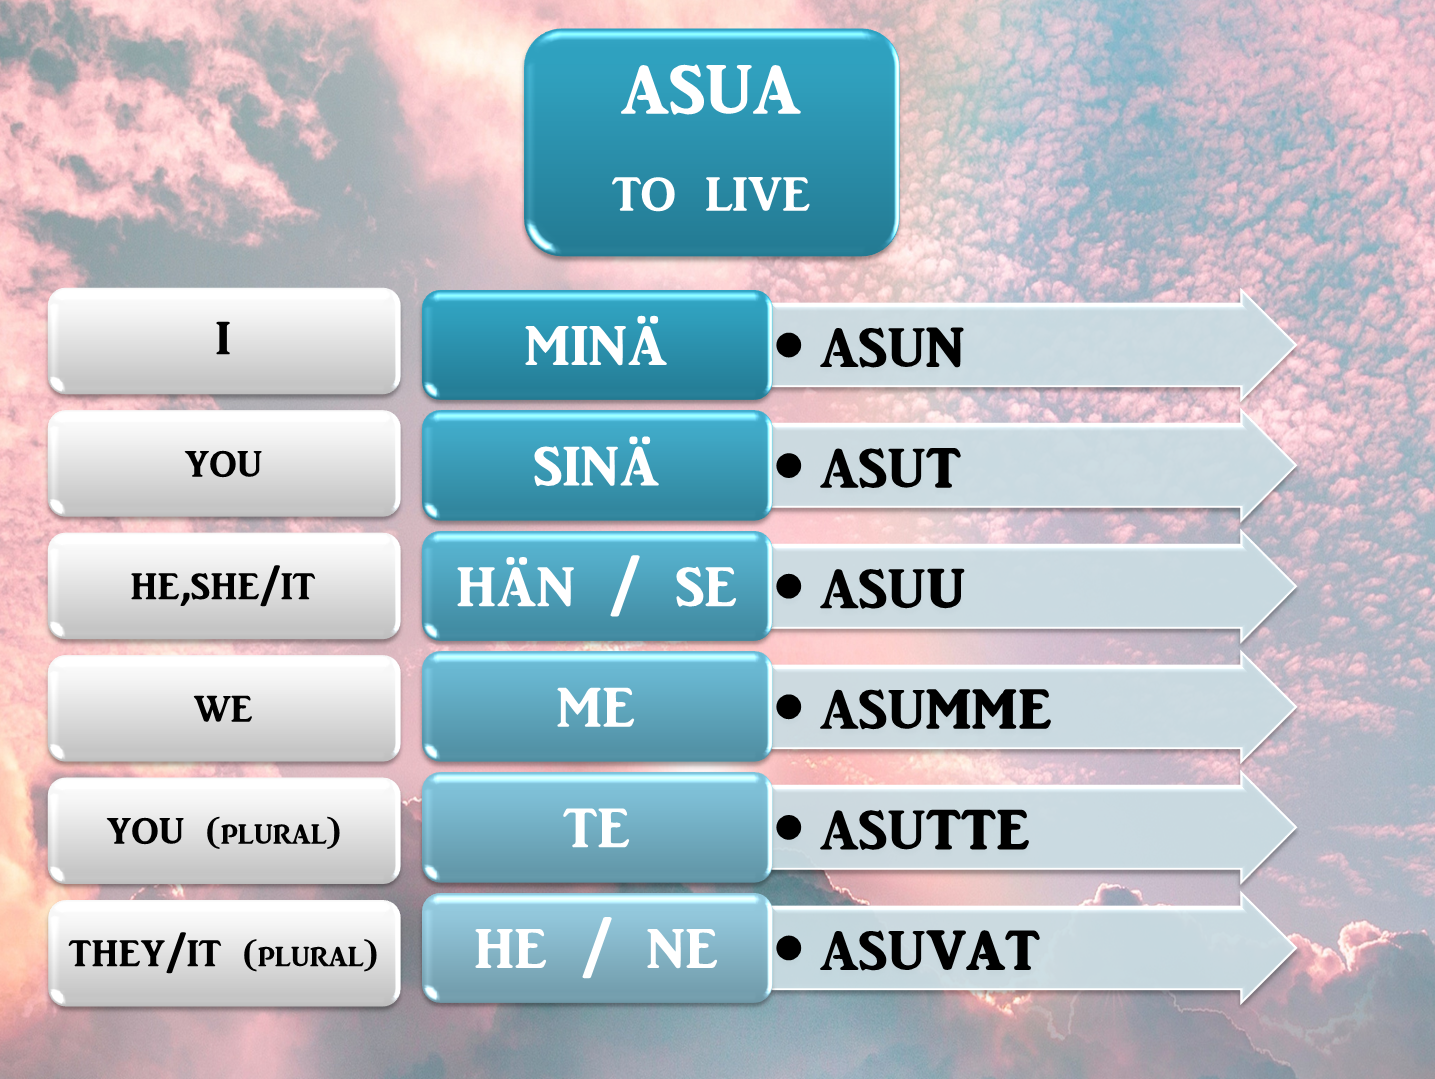 ASUA
TO LIVE
I MINÄ • ASUN
YOU SINÄ • ASUT
HE,SHE/IT HÄN / SE • ASUU
WE ME • ASUMME
YOU (PLURAL) TE • ASUTTE
THEY/IT (PLURAL) HE / NE • ASUVAT